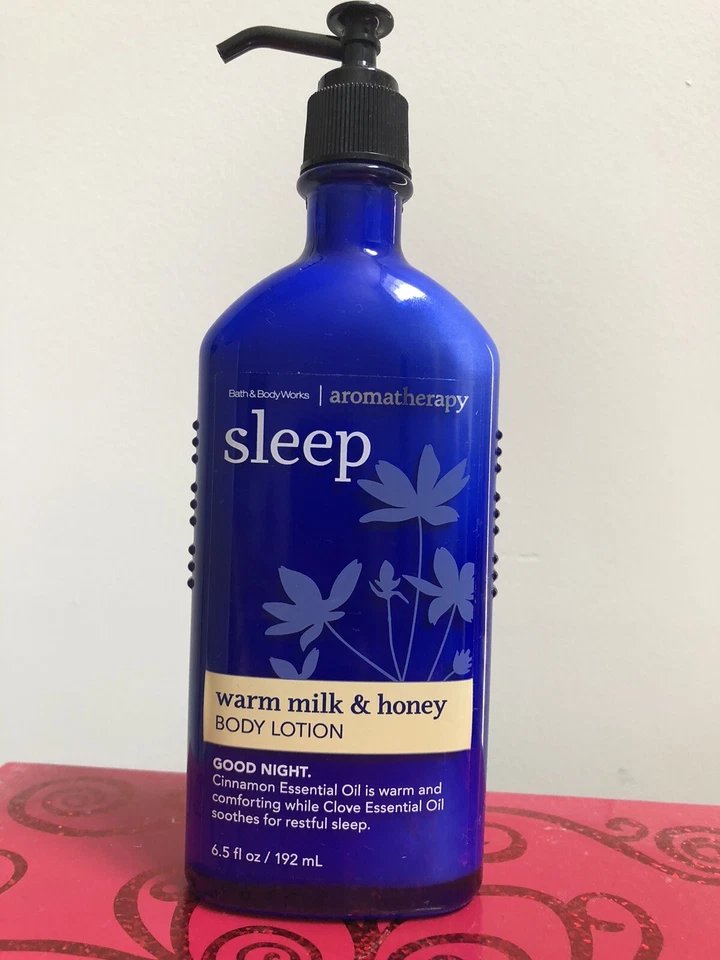 Bath & Body Works | aromatherapy
sleep
warm milk & honey
BODY LOTION
GOOD NIGHT.
Cinnamon Essential Oil is warm and
comforting while Clove Essential Oil
soothes for restful sleep.
6.5 fl oz / 192 mL